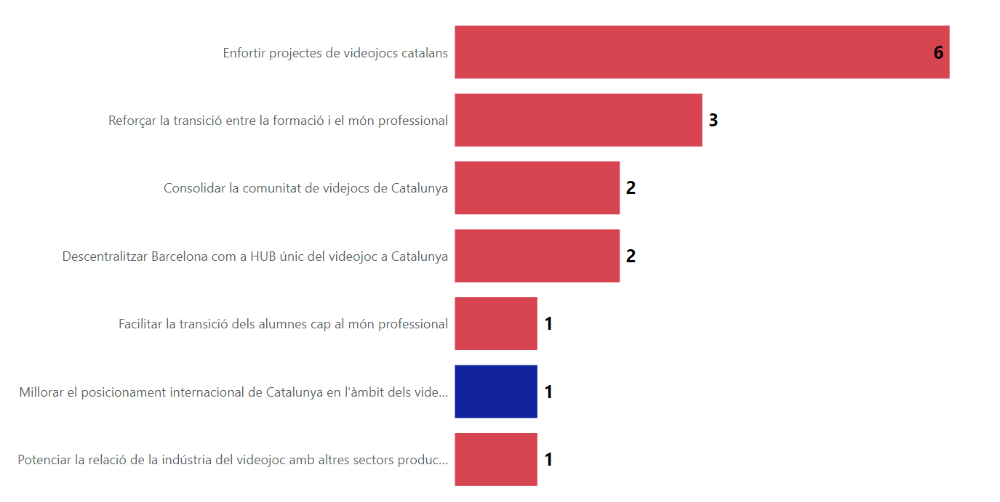 Enfortir projectes de videojocs catalans 6
Reforçar la transició entre la formació i el món professional 3
Consolidar la comunitat de videjocs de Catalunya 2
Descentralitzar Barcelona com a HUB únic del videojoc a Catalunya 2
Facilitar la transició dels alumnes cap al món professional 1
Millorar el posicionament internacional de Catalunya en l'àmbit dels vide... 1
Potenciar la relació de la indústria del videojoc amb altres sectors produc... 1